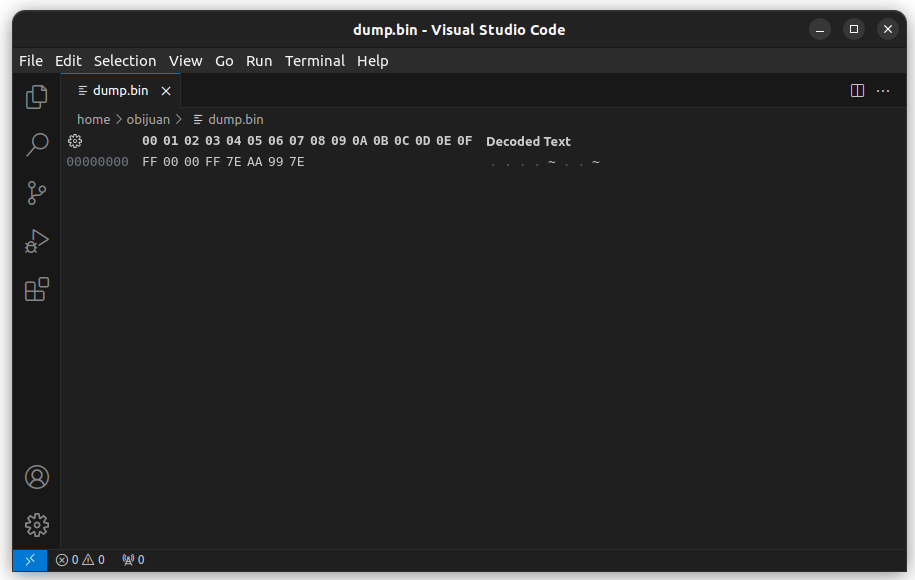 dump.bin - Visual Studio Code
File Edit Selection View Go Run Terminal Help
dump.bin
home > obijuan > dump.bin
00 01 02 03 04 05 06 07 08 09 0A 0B 0C 0D 0E 0F Decoded Text
00000000 FF 00 00 FF 7E AA 99 7E . . . . ~ . . ~
0 0 0